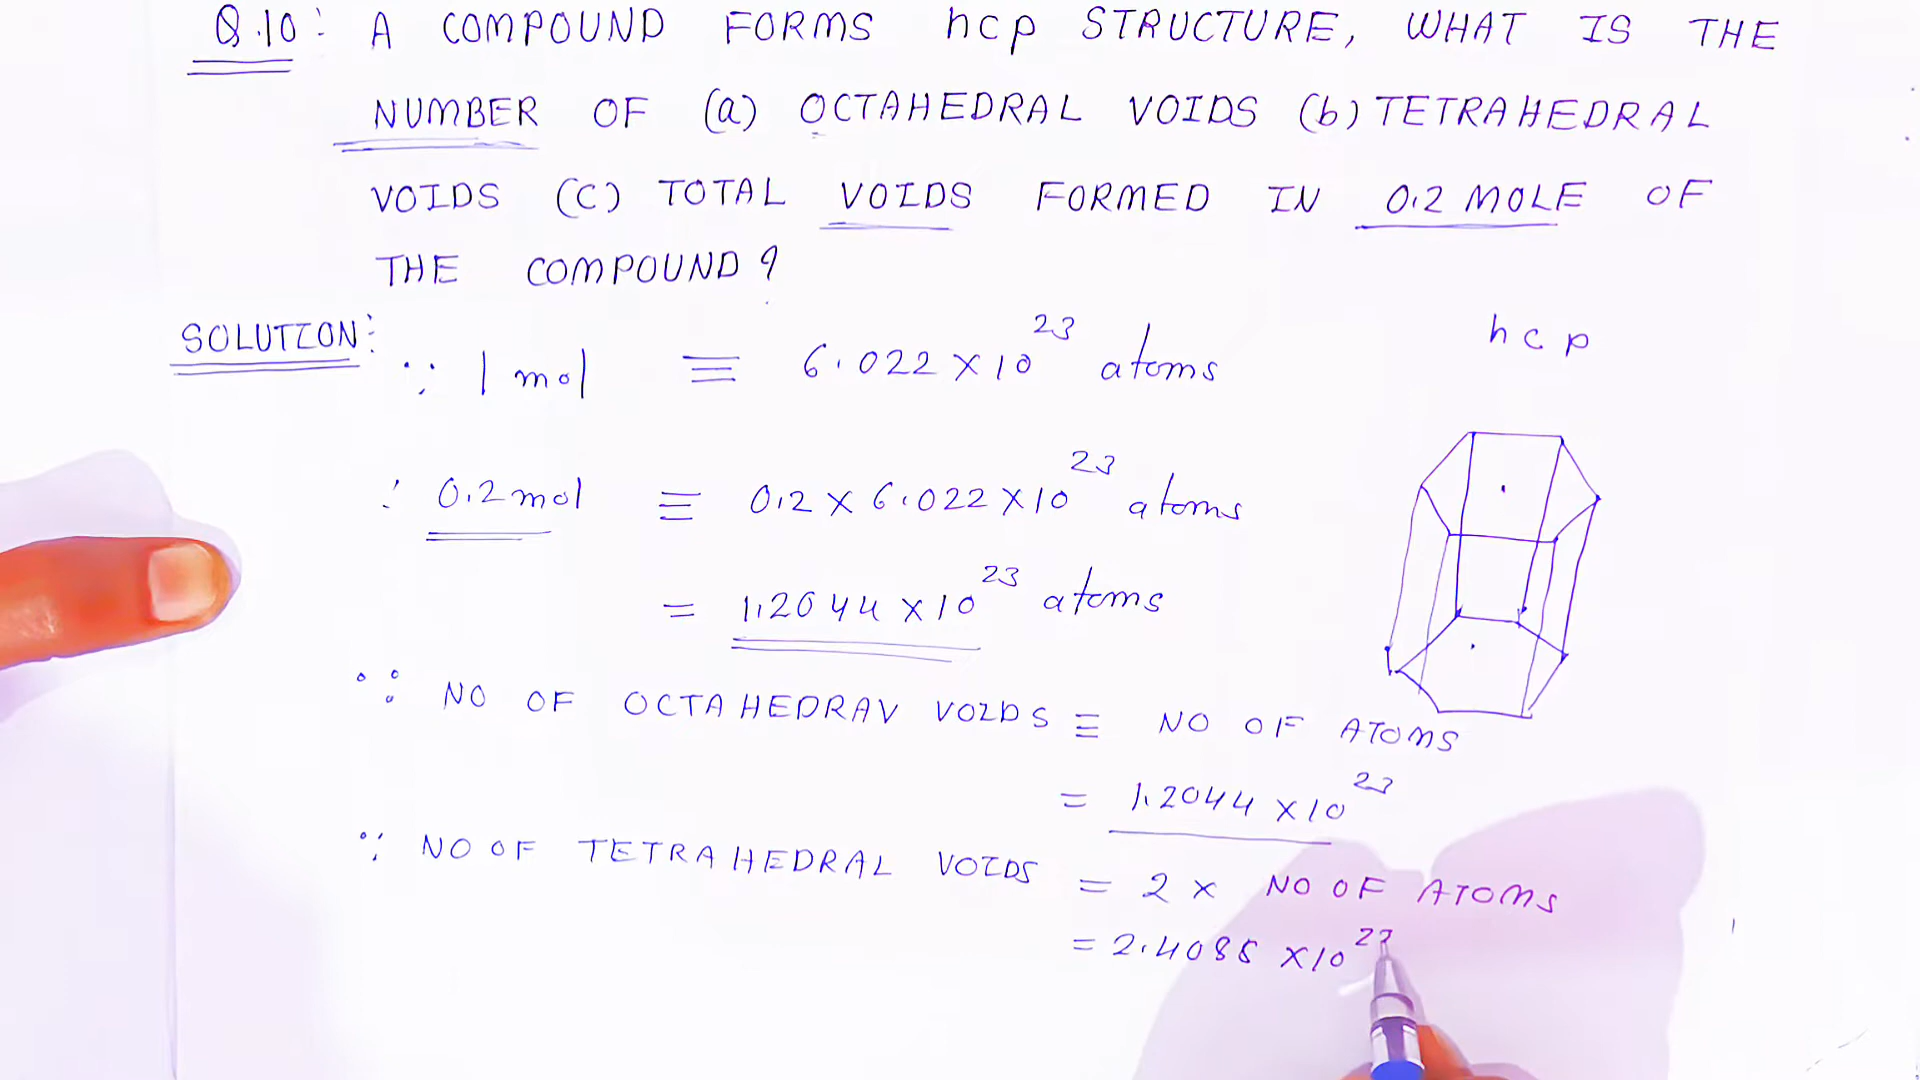 Q.10: A COMPOUND FORMS hcp STRUCTURE, WHAT IS THE
NUMBER OF (a) OCTAHEDRAL VOIDS (b) TETRAHEDRAL
VOIDS (C) TOTAL VOIDS FORMED IN 0.2 MOLE OF
THE COMPOUND?
SOLUTION:
∵ 1 mol ≡ 6.022 × 10^23 atoms
hcp
∴ 0.2 mol ≡ 0.2 × 6.022 × 10^23 atoms
= 1.2044 × 10^23 atoms
∵ NO OF OCTAHEDRAV VOIDS ≡ NO OF ATOMS
= 1.2044 × 10^23
∵ NO OF TETRAHEDRAL VOIDS = 2 × NO OF ATOMS
= 2.4088 × 10^23